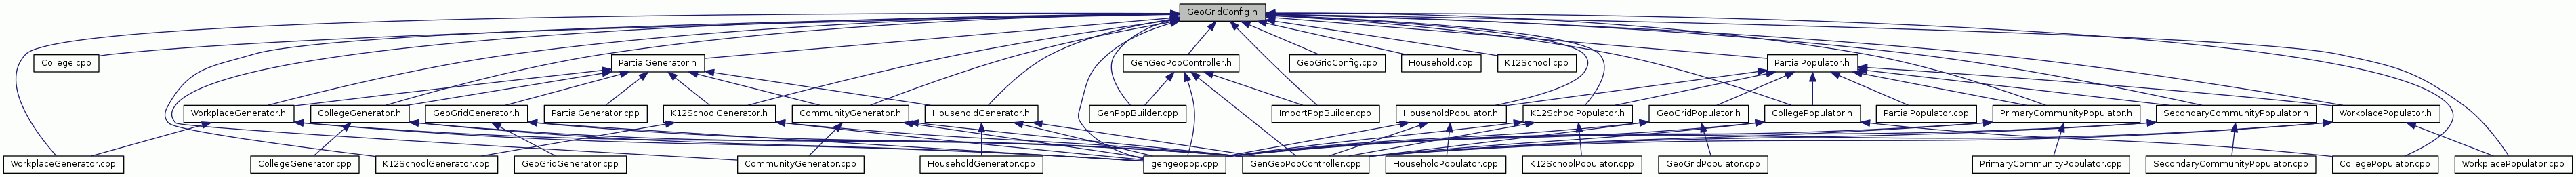 GeoGridConfig.h
College.cpp
PartialGenerator.h
GenGeoPopController.h
GeoGridConfig.cpp
Household.cpp
K12School.cpp
PartialPopulator.h
WorkplaceGenerator.h
CollegeGenerator.h
GeoGridGenerator.h
PartialGenerator.cpp
K12SchoolGenerator.h
CommunityGenerator.h
HouseholdGenerator.h
GenPopBuilder.cpp
ImportPopBuilder.cpp
HouseholdPopulator.h
K12SchoolPopulator.h
GeoGridPopulator.h
CollegePopulator.h
PartialPopulator.cpp
PrimaryCommunityPopulator.h
SecondaryCommunityPopulator.h
WorkplacePopulator.h
WorkplaceGenerator.cpp
CollegeGenerator.cpp
K12SchoolGenerator.cpp
GeoGridGenerator.cpp
CommunityGenerator.cpp
HouseholdGenerator.cpp
gengeopop.cpp
GenGeoPopController.cpp
HouseholdPopulator.cpp
K12SchoolPopulator.cpp
GeoGridPopulator.cpp
PrimaryCommunityPopulator.cpp
SecondaryCommunityPopulator.cpp
CollegePopulator.cpp
WorkplacePopulator.cpp